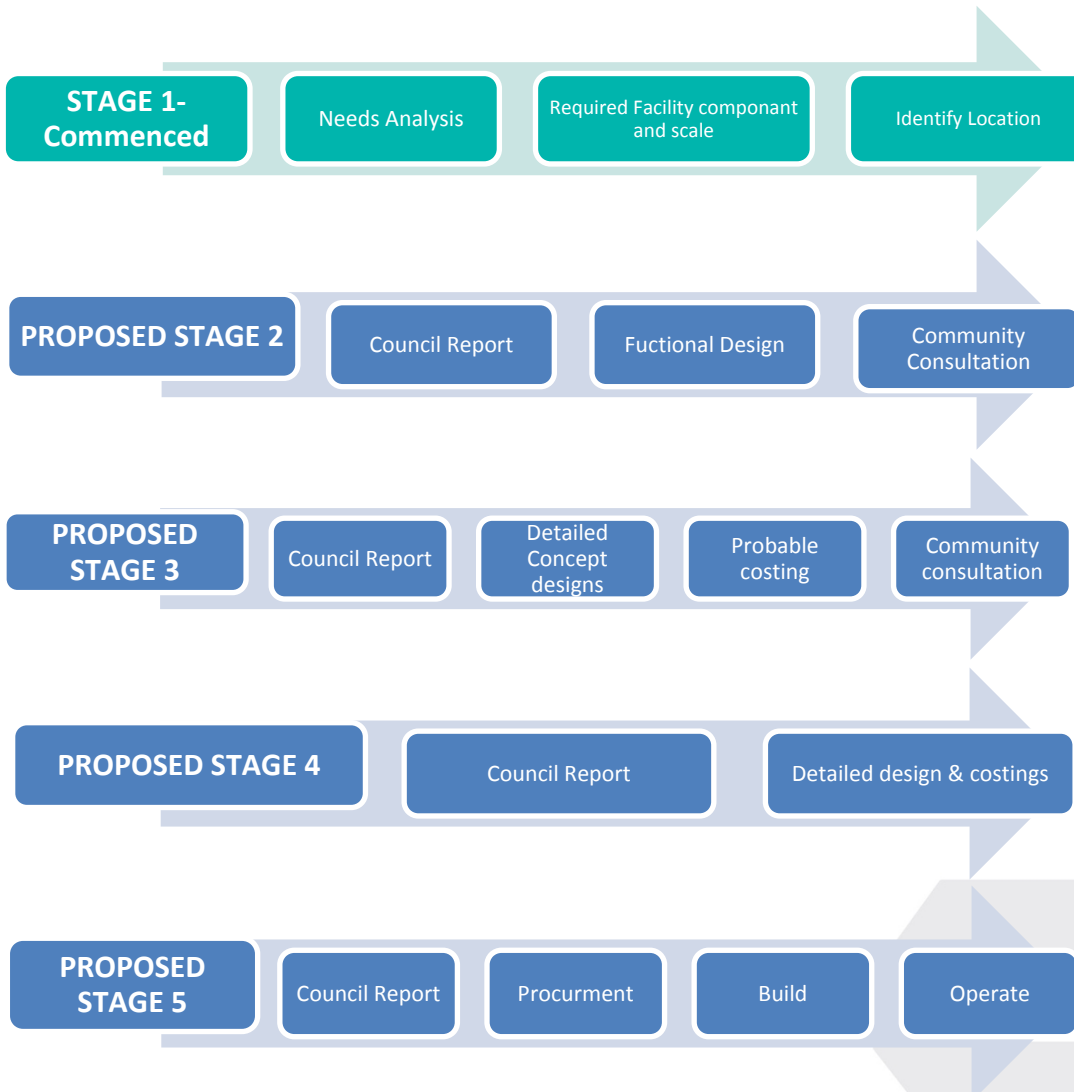 STAGE 1-
Commenced
Needs Analysis
Required Facility componant
and scale
Identify Location
PROPOSED STAGE 2
Council Report
Fuctional Design
Community
Consultation
PROPOSED
STAGE 3
Council Report
Detailed
Concept
designs
Probable
costing
Community
consultation
PROPOSED STAGE 4
Council Report
Detailed design & costings
PROPOSED
STAGE 5
Council Report
Procurment
Build
Operate